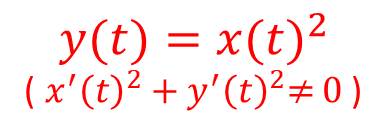 y(t) = x(t)²
( x′(t)² + y′(t)² ≠ 0 )